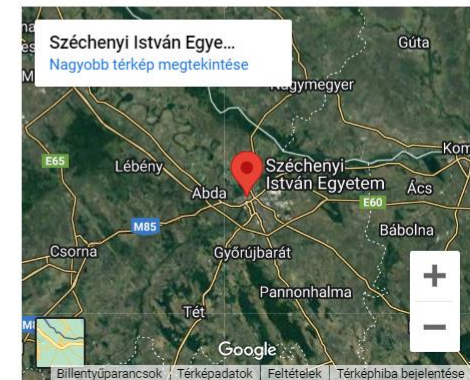 Széchenyi István Egye...
Nagyobb térkép megtekintése
Gúta
Nagymegyer
Kom
E65
Lébény
Széchenyi
István Egyetem
Abda
Ács
E60
M85
Bábolna
Csorna
Győrújbarát
Pannonhalma
Tét
Google
Billentyűparancsok
Térképadatok
Feltételek
Térképhiba bejelentése